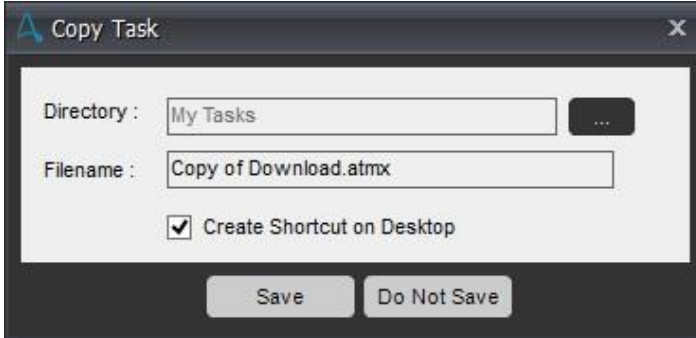 Copy Task x
Directory : My Tasks ...
Filename : Copy of Download.atmx
Create Shortcut on Desktop
Save Do Not Save